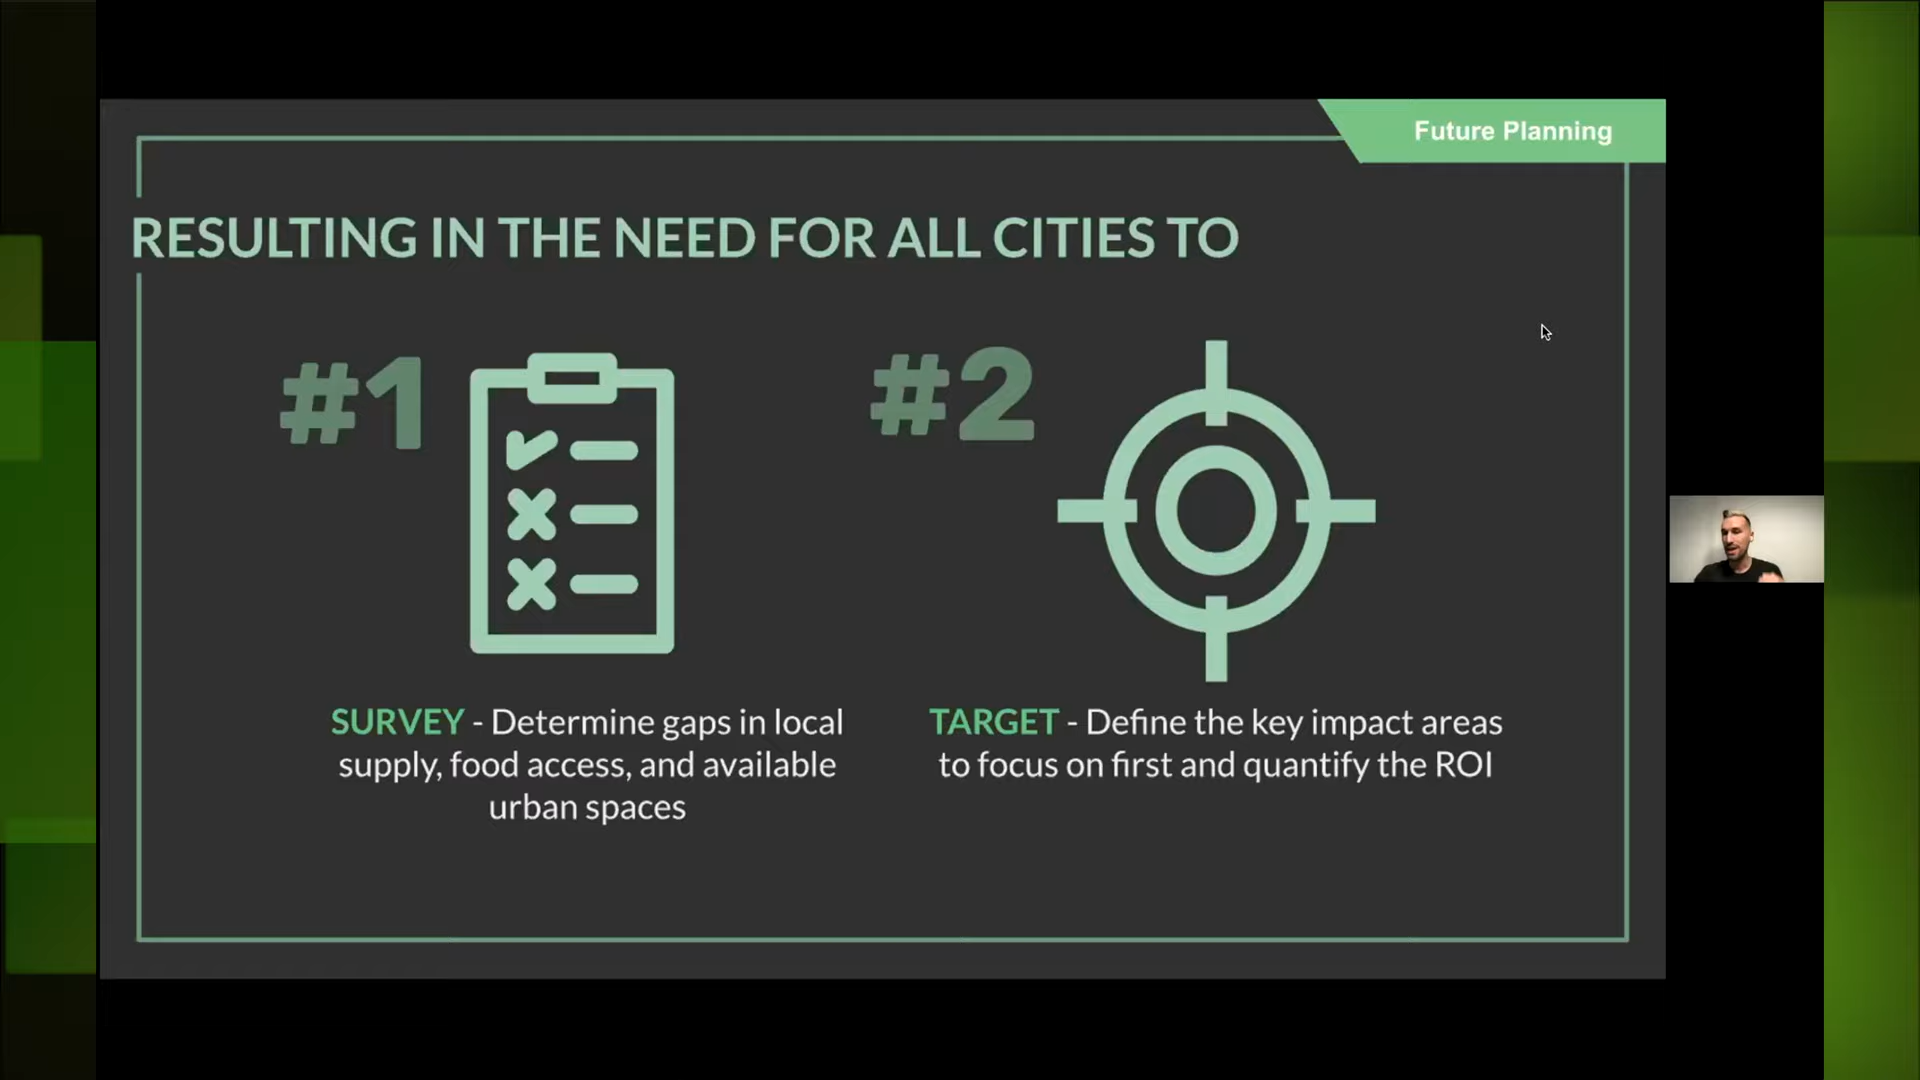 Future Planning
RESULTING IN THE NEED FOR ALL CITIES TO
#1
#2
SURVEY - Determine gaps in local
supply, food access, and available
urban spaces
TARGET - Define the key impact areas
to focus on first and quantify the ROI